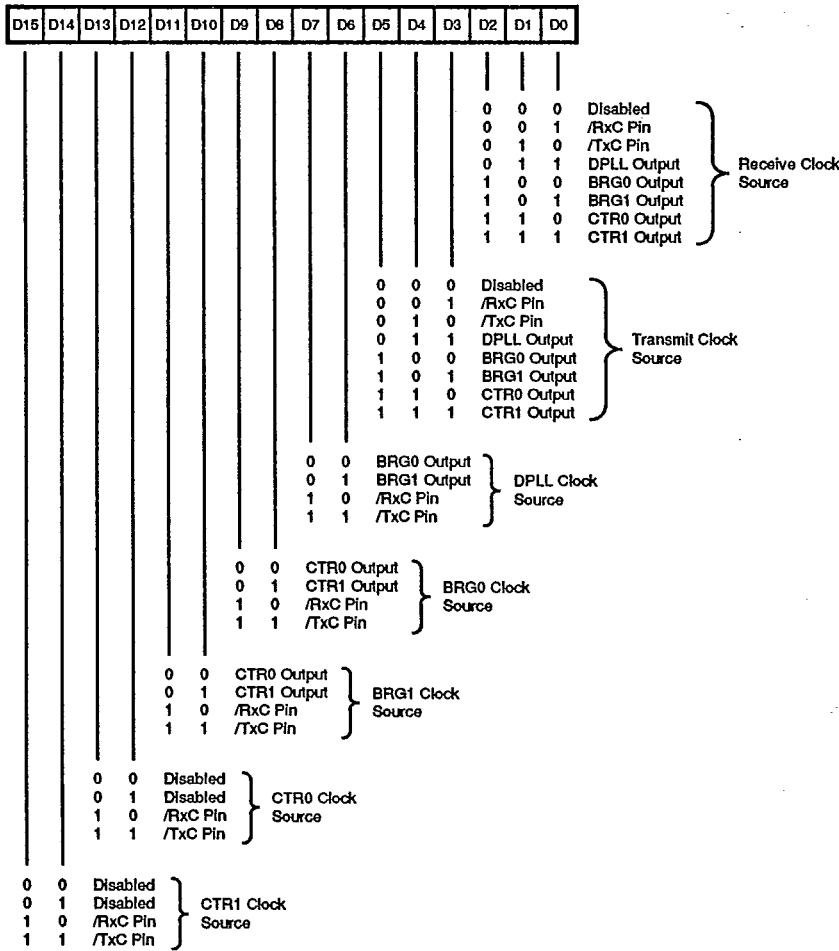 D15 D14 D13 D12 D11 D10 D9 D8 D7 D6 D5 D4 D3 D2 D1 D0
0 0 0 Disabled
0 0 1 /RxC Pin
0 1 0 /TxC Pin
0 1 1 DPLL Output
1 0 0 BRG0 Output
1 0 1 BRG1 Output
1 1 0 CTR0 Output
1 1 1 CTR1 Output
Receive Clock
Source
0 0 0 Disabled
0 0 1 /RxC Pin
0 1 0 /TxC Pin
0 1 1 DPLL Output
1 0 0 BRG0 Output
1 0 1 BRG1 Output
1 1 0 CTR0 Output
1 1 1 CTR1 Output
Transmit Clock
Source
0 0 BRG0 Output
0 1 BRG1 Output
1 0 /RxC Pin
1 1 /TxC Pin
DPLL Clock
Source
0 0 CTR0 Output
0 1 CTR1 Output
1 0 /RxC Pin
1 1 /TxC Pin
BRG0 Clock
Source
0 0 CTR0 Output
0 1 CTR1 Output
1 0 /RxC Pin
1 1 /TxC Pin
BRG1 Clock
Source
0 0 Disabled
0 1 Disabled
1 0 /RxC Pin
1 1 /TxC Pin
CTR0 Clock
Source
0 0 Disabled
0 1 Disabled
1 0 /RxC Pin
1 1 /TxC Pin
CTR1 Clock
Source